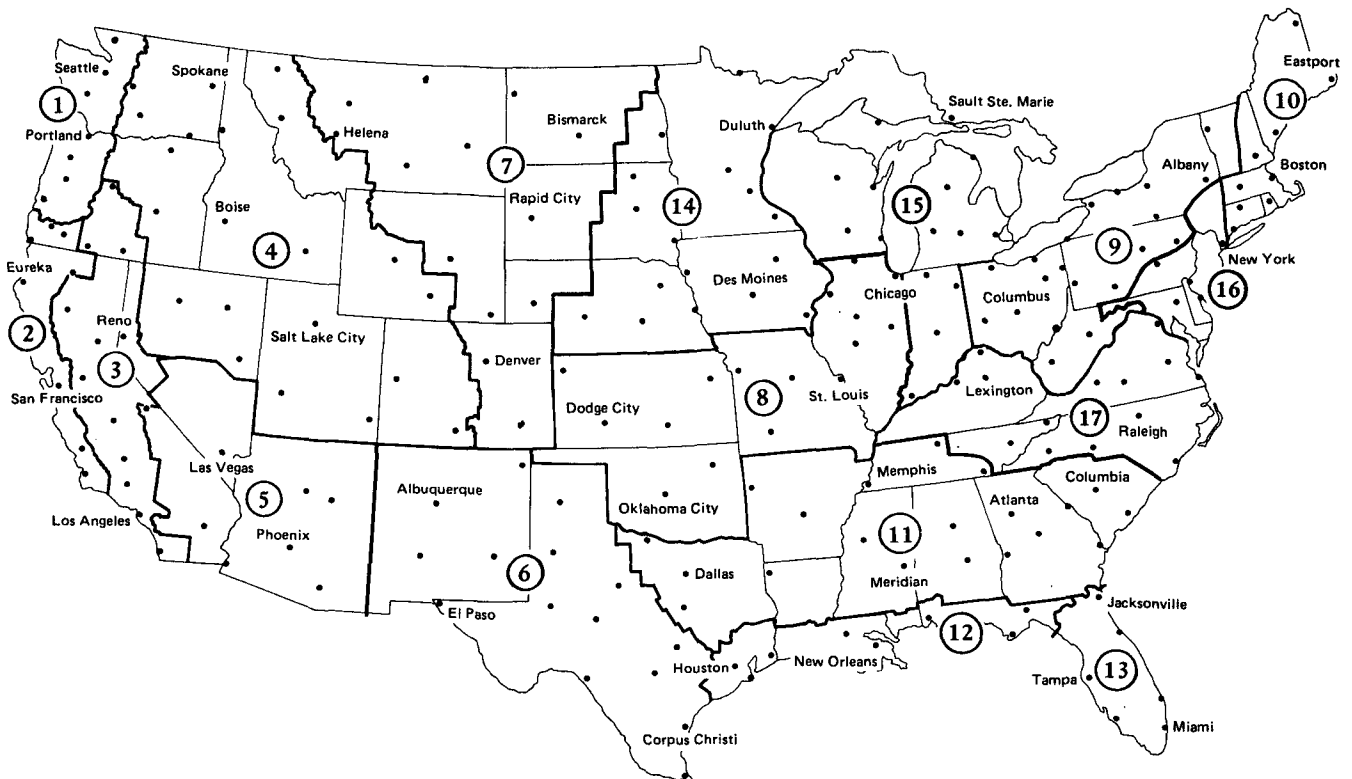 Eastport
Seattle
Spokane
10
1
Sault Ste. Marie
Bismarck
Duluth
Portland
Helena
7
Albany
Boston
Rapid City
Boise
14
15
4
9
Eureka
New York
Des Moines
16
Chicago
Columbus
2
Reno
Salt Lake City
3
Denver
San Francisco
8
St. Louis
Lexington
Dodge City
17
Raleigh
Las Vegas
Memphis
Columbia
Albuquerque
5
Oklahoma City
Atlanta
Los Angeles
Phoenix
11
6
Dallas
Meridian
El Paso
Jacksonville
12
Houston
New Orleans
13
Tampa
Miami
Corpus Christi